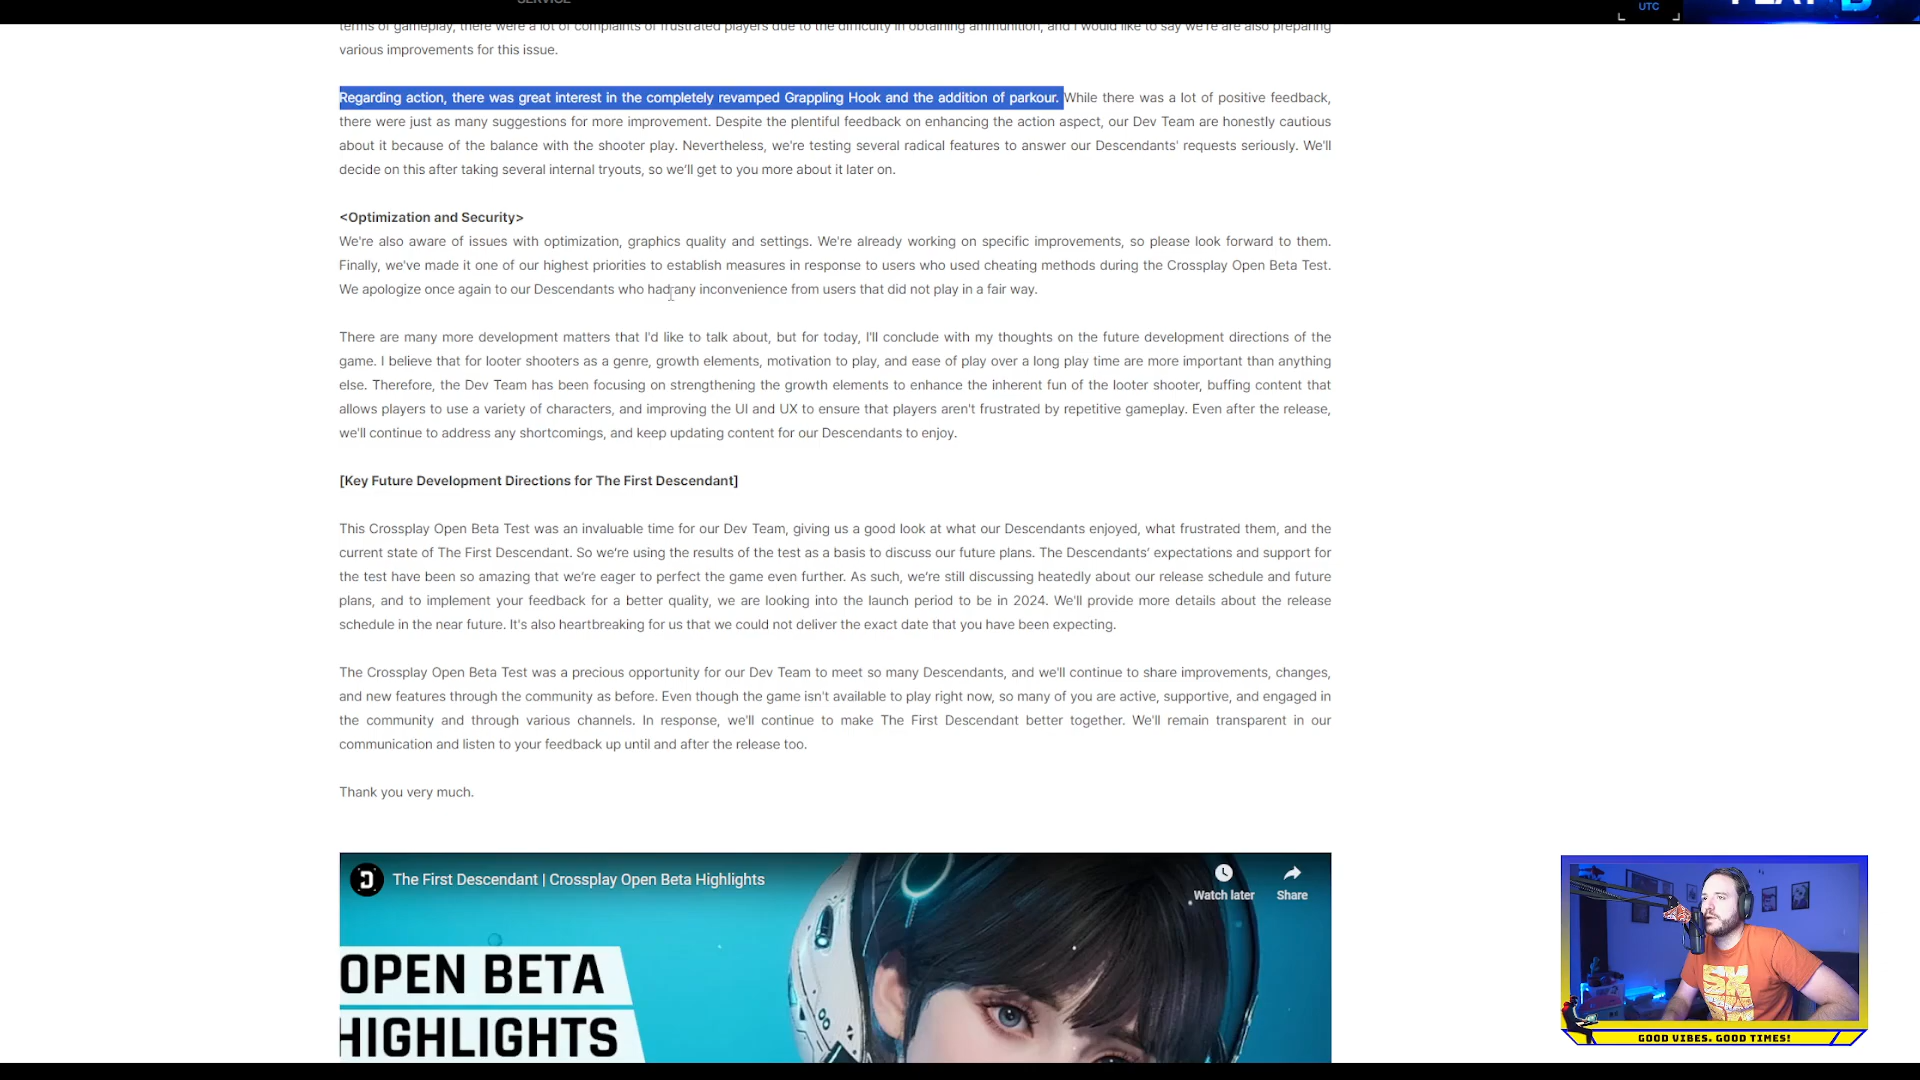 SERVICE
UTC
PLAY
terms of gameplay, there were a lot of complaints of frustrated players due to the difficulty in obtaining ammunition, and I would like to say we're are also preparing
various improvements for this issue.
Regarding action, there was great interest in the completely revamped Grappling Hook and the addition of parkour. While there was a lot of positive feedback,
there were just as many suggestions for more improvement. Despite the plentiful feedback on enhancing the action aspect, our Dev Team are honestly cautious
about it because of the balance with the shooter play. Nevertheless, we're testing several radical features to answer our Descendants' requests seriously. We'll
decide on this after taking several internal tryouts, so we'll get to you more about it later on.
<Optimization and Security>
We're also aware of issues with optimization, graphics quality and settings. We're already working on specific improvements, so please look forward to them.
Finally, we've made it one of our highest priorities to establish measures in response to users who used cheating methods during the Crossplay Open Beta Test.
We apologize once again to our Descendants who had any inconvenience from users that did not play in a fair way.
There are many more development matters that I'd like to talk about, but for today, I'll conclude with my thoughts on the future development directions of the
game. I believe that for looter shooters as a genre, growth elements, motivation to play, and ease of play over a long play time are more important than anything
else. Therefore, the Dev Team has been focusing on strengthening the growth elements to enhance the inherent fun of the looter shooter, buffing content that
allows players to use a variety of characters, and improving the UI and UX to ensure that players aren't frustrated by repetitive gameplay. Even after the release,
we'll continue to address any shortcomings, and keep updating content for our Descendants to enjoy.
[Key Future Development Directions for The First Descendant]
This Crossplay Open Beta Test was an invaluable time for our Dev Team, giving us a good look at what our Descendants enjoyed, what frustrated them, and the
current state of The First Descendant. So we're using the results of the test as a basis to discuss our future plans. The Descendants' expectations and support for
the test have been so amazing that we're eager to perfect the game even further. As such, we're still discussing heatedly about our release schedule and future
plans, and to implement your feedback for a better quality, we are looking into the launch period to be in 2024. We'll provide more details about the release
schedule in the near future. It's also heartbreaking for us that we could not deliver the exact date that you have been expecting.
The Crossplay Open Beta Test was a precious opportunity for our Dev Team to meet so many Descendants, and we'll continue to share improvements, changes,
and new features through the community as before. Even though the game isn't available to play right now, so many of you are active, supportive, and engaged in
the community and through various channels. In response, we'll continue to make The First Descendant better together. We'll remain transparent in our
communication and listen to your feedback up until and after the release too.
Thank you very much.
The First Descendant | Crossplay Open Beta Highlights
Watch later
Share
OPEN BETA
HIGHLIGHTS
GOOD VIBES. GOOD TIMES!